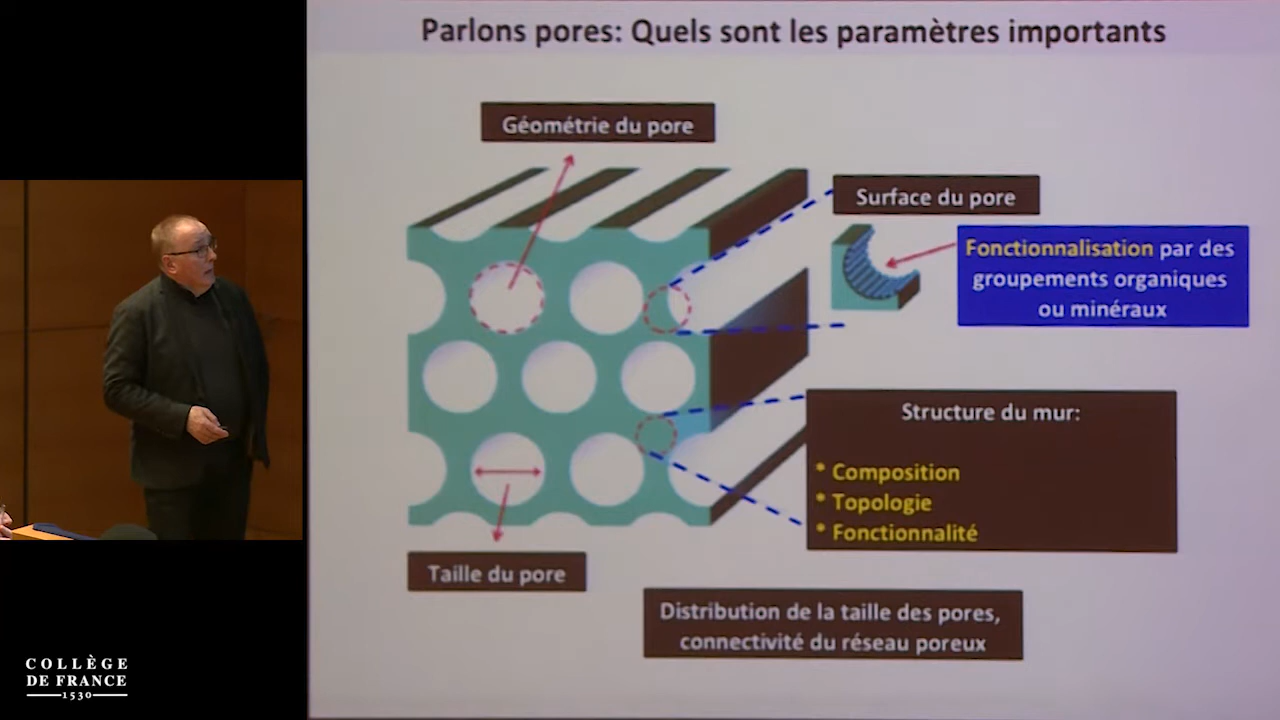 Parlons pores: Quels sont les paramètres importants
Géométrie du pore
Surface du pore
Fonctionnalisation par des
groupements organiques
ou minéraux
Structure du mur:
* Composition
* Topologie
* Fonctionnalité
Taille du pore
Distribution de la taille des pores,
connectivité du réseau poreux
COLLÈGE
DE FRANCE
1530